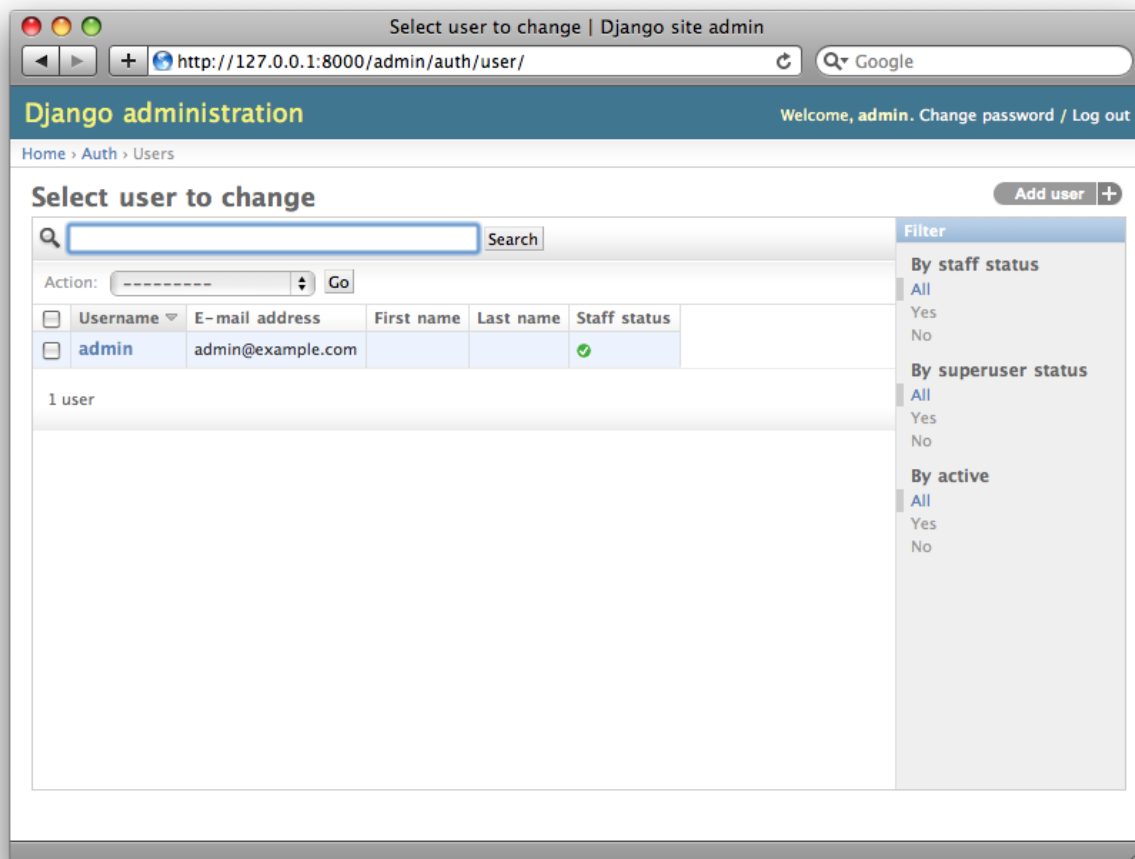 Select user to change | Django site admin
http://127.0.0.1:8000/admin/auth/user/
Google
Django administration
Welcome, admin. Change password / Log out
Home › Auth › Users
Select user to change
Add user
Search
Action: ---------
Go
Username E-mail address First name Last name Staff status
admin admin@example.com
1 user
Filter
By staff status
All
Yes
No
By superuser status
All
Yes
No
By active
All
Yes
No